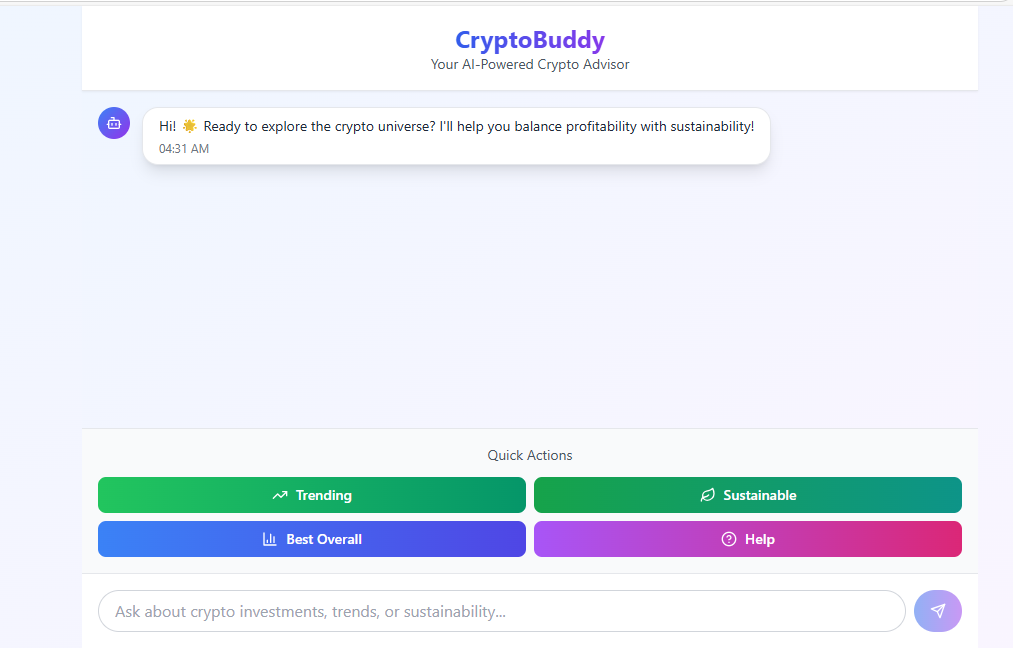 CryptoBuddy
Your AI-Powered Crypto Advisor
Hi! 🌟 Ready to explore the crypto universe? I'll help you balance profitability with sustainability!
04:31 AM
Quick Actions
Trending
Sustainable
Best Overall
Help
Ask about crypto investments, trends, or sustainability...